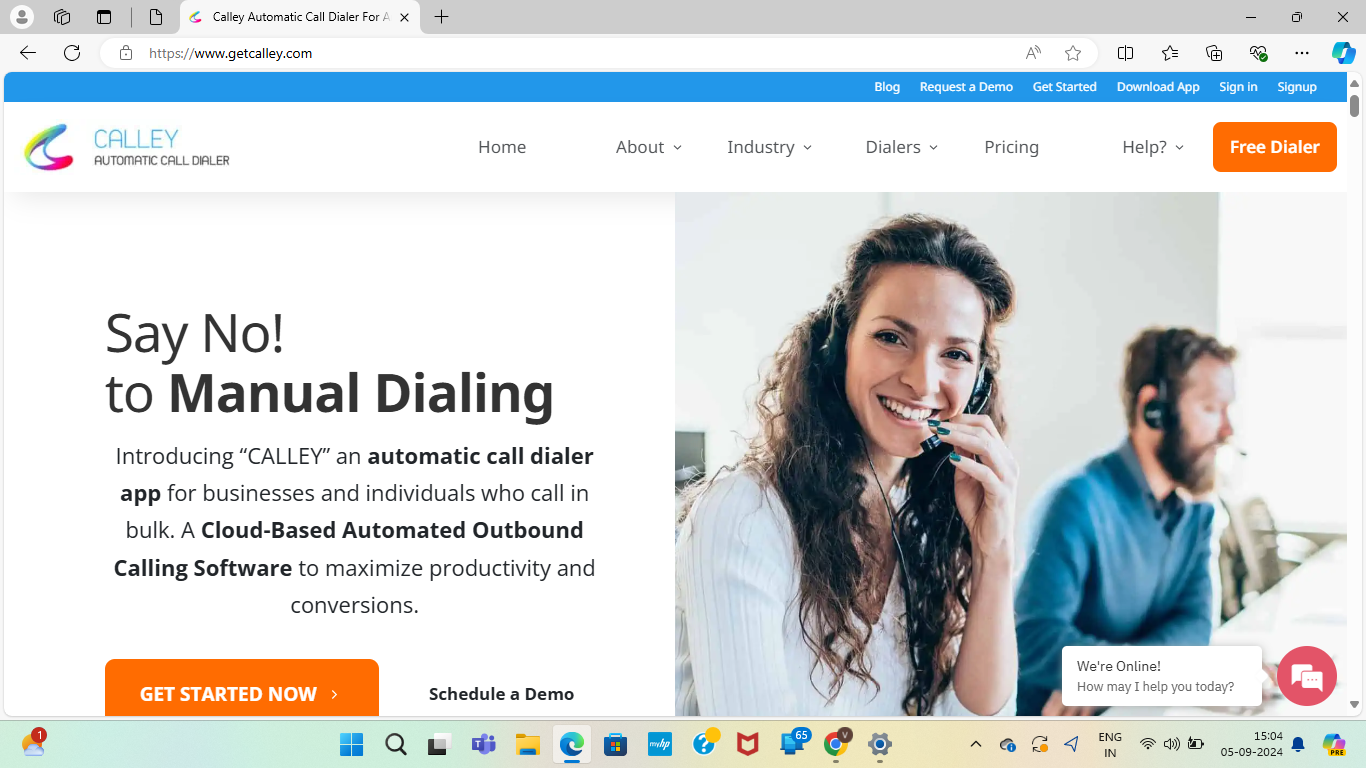 Calley Automatic Call Dialer For A
https://www.getcalley.com
Blog Request a Demo Get Started Download App Sign in Signup
CALLEY
AUTOMATIC CALL DIALER
Home About Industry Dialers Pricing Help? Free Dialer
Say No!
to Manual Dialing
Introducing “CALLEY” an automatic call dialer
app for businesses and individuals who call in
bulk. A Cloud-Based Automated Outbound
Calling Software to maximize productivity and
conversions.
GET STARTED NOW Schedule a Demo
We're Online!
How may I help you today?
1
myhp
65
V
ENG
IN
15:04
05-09-2024
PRE